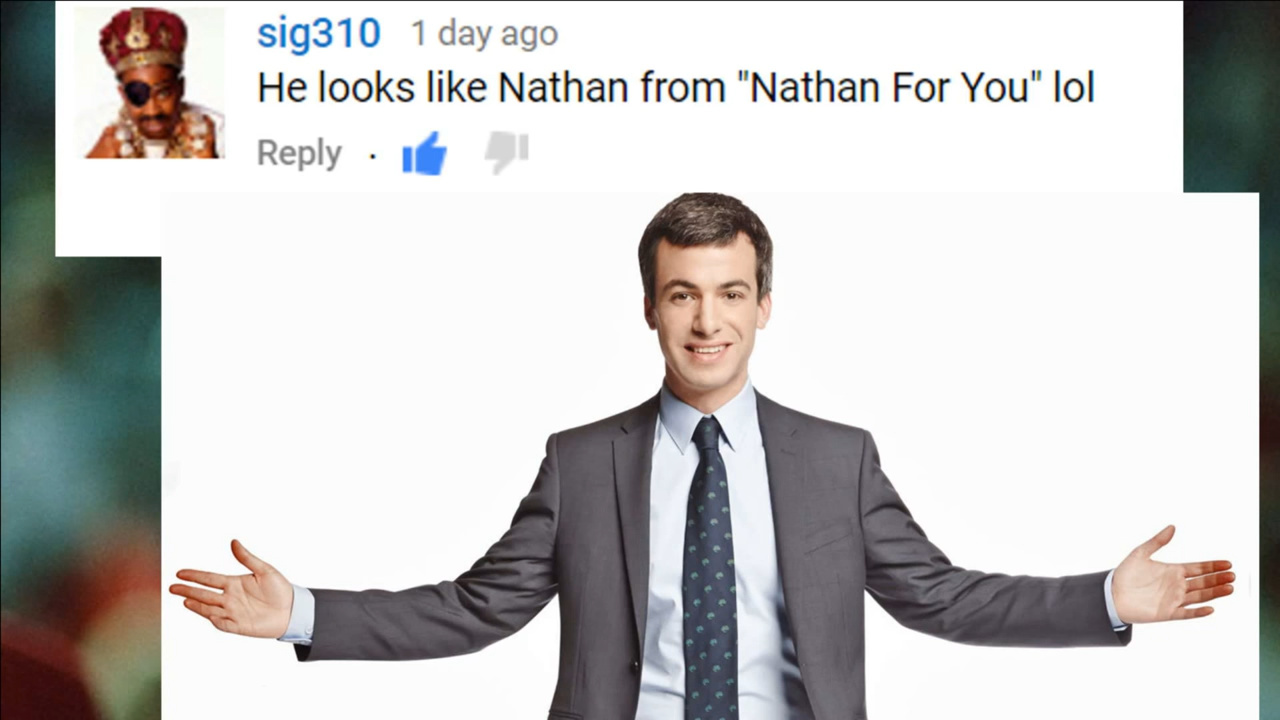 sig310 1 day ago
He looks like Nathan from "Nathan For You" lol
Reply ·